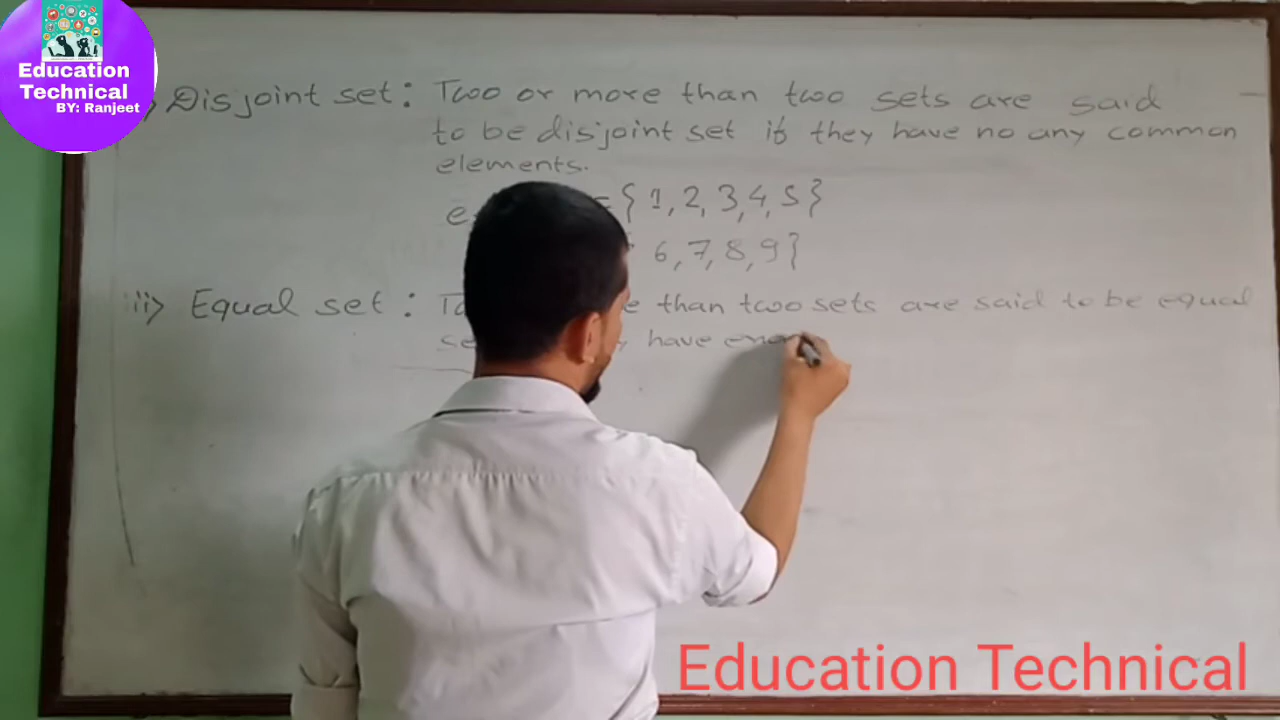 Education
Technical
BY: Ranjeet
Disjoint set: Two or more than two sets are said
to be disjoint set if they have no any common
elements.
= { 1, 2, 3, 4, 5 }
6, 7, 8, 9 }
ii> Equal set: than two sets are said to be equal
have
Education Technical